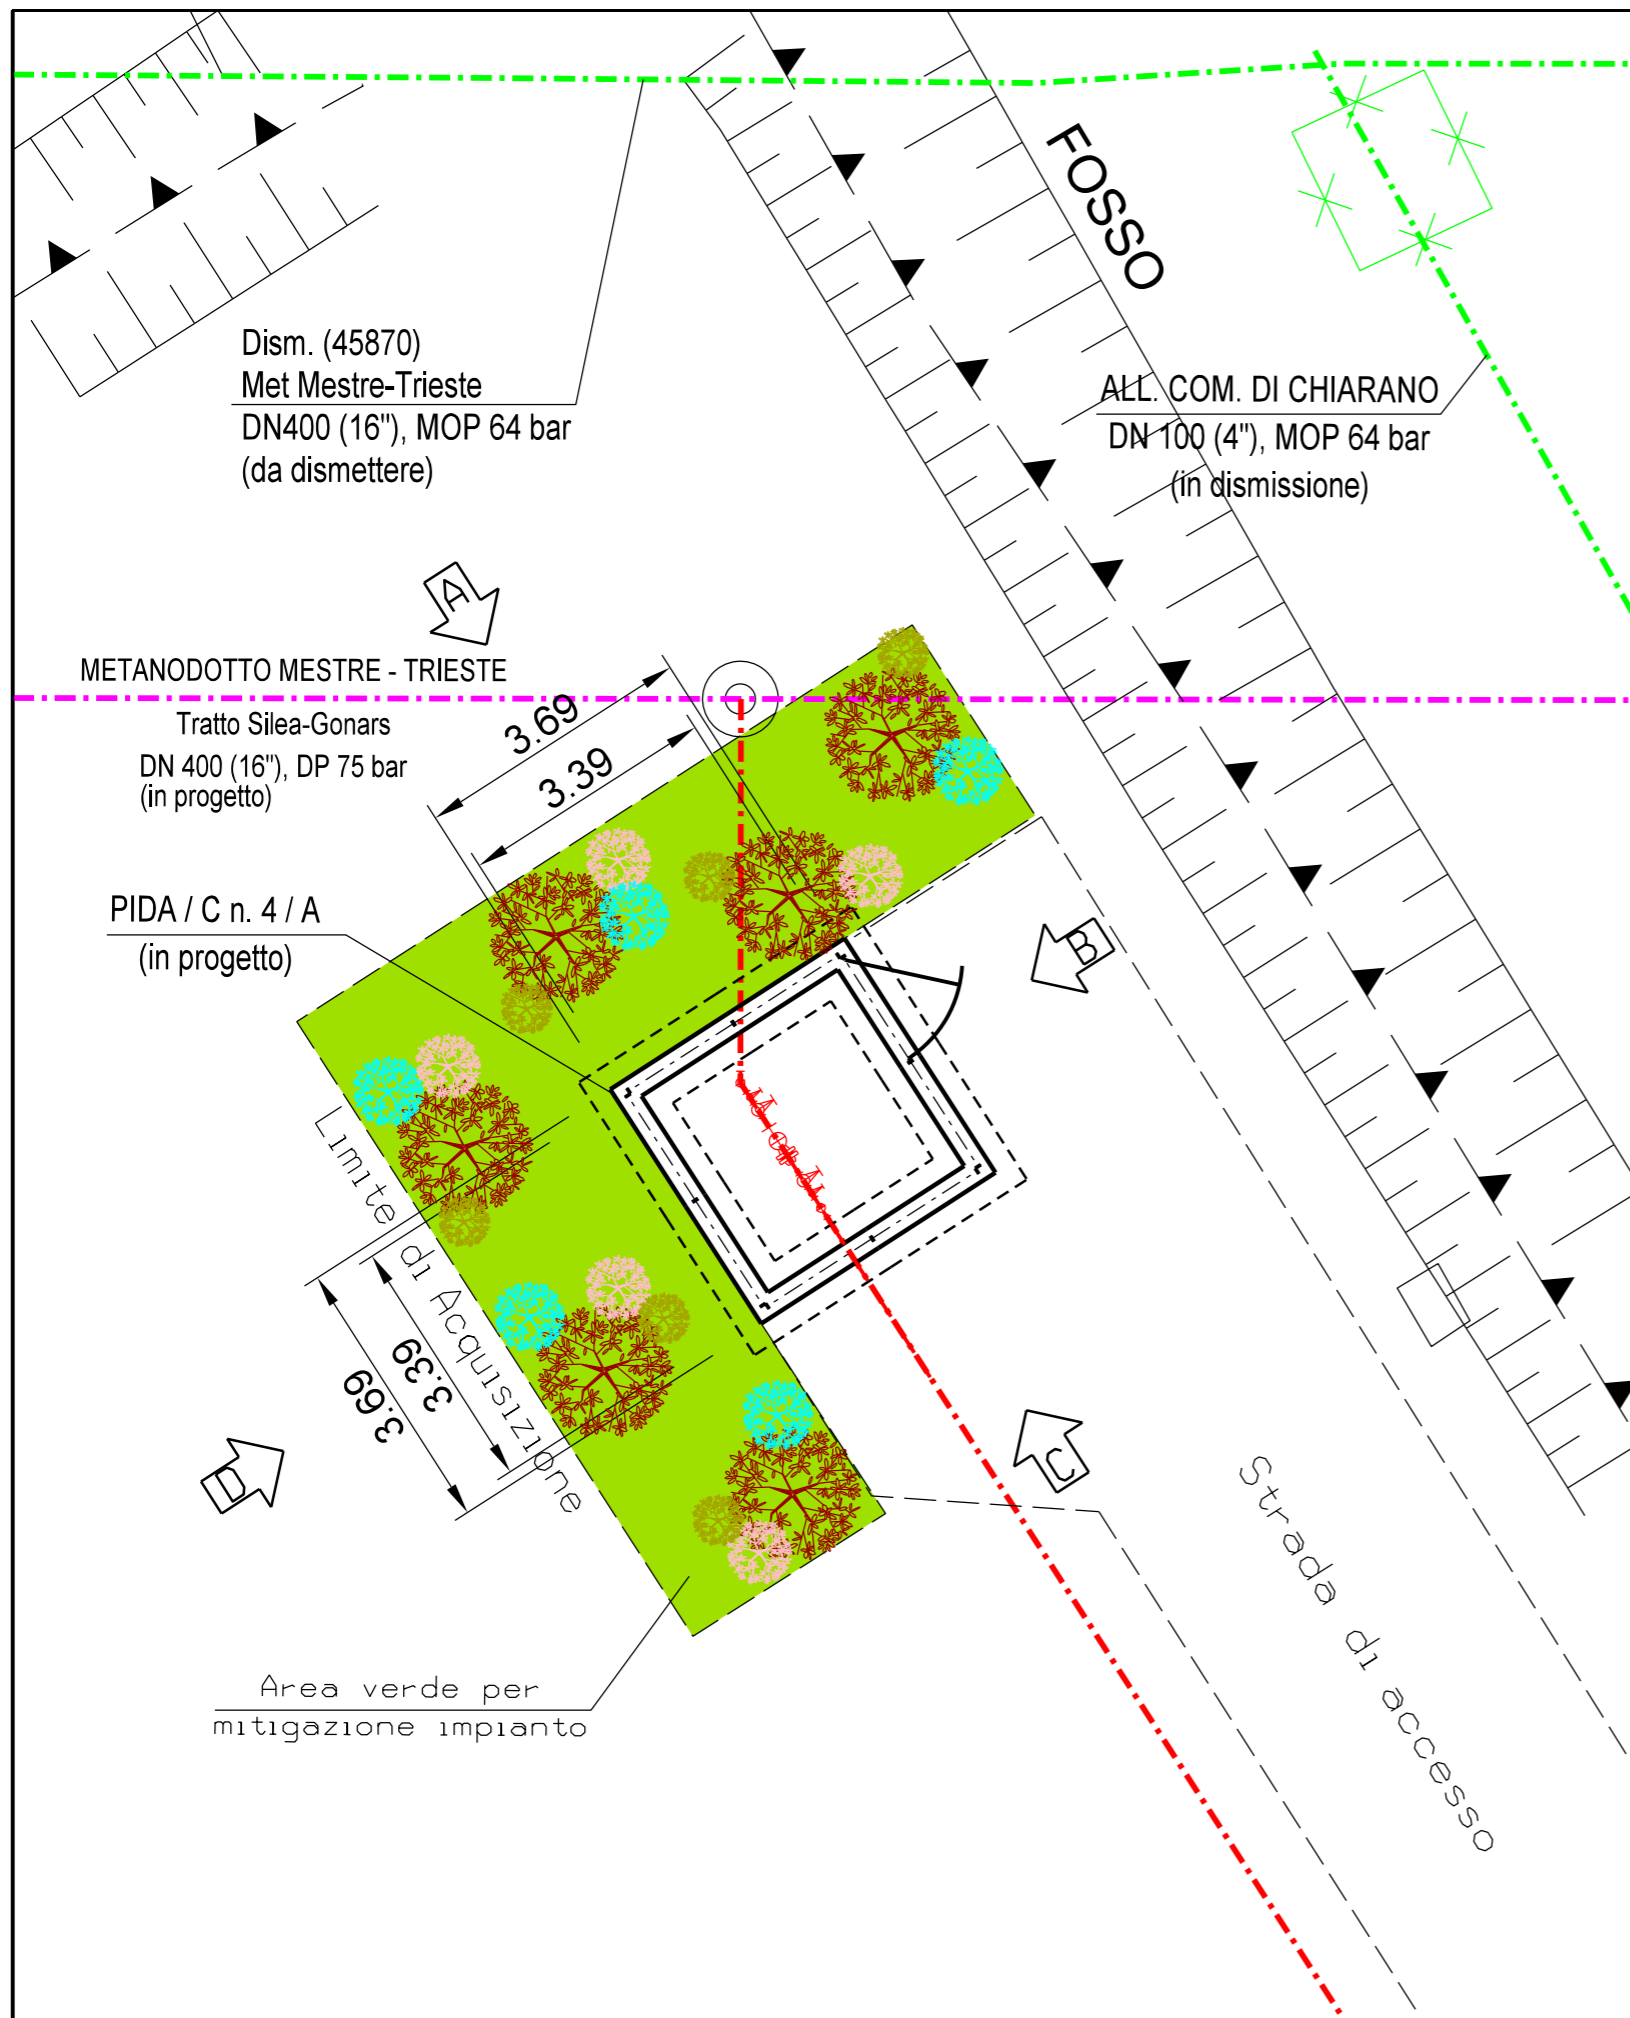 FOSSO
Dism. (45870)
Met Mestre-Trieste
DN400 (16"), MOP 64 bar
(da dismettere)
ALL. COM. DI CHIARANO
DN 100 (4"), MOP 64 bar
(in dismissione)
A
METANODOTTO MESTRE - TRIESTE
Tratto Silea-Gonars
DN 400 (16"), DP 75 bar
(in progetto)
3.69
3.39
PIDA / C n. 4 / A
(in progetto)
B
Limite di Acquisizione
3.39
3.69
D
C
Strada di accesso
Area verde per
mitigazione impianto